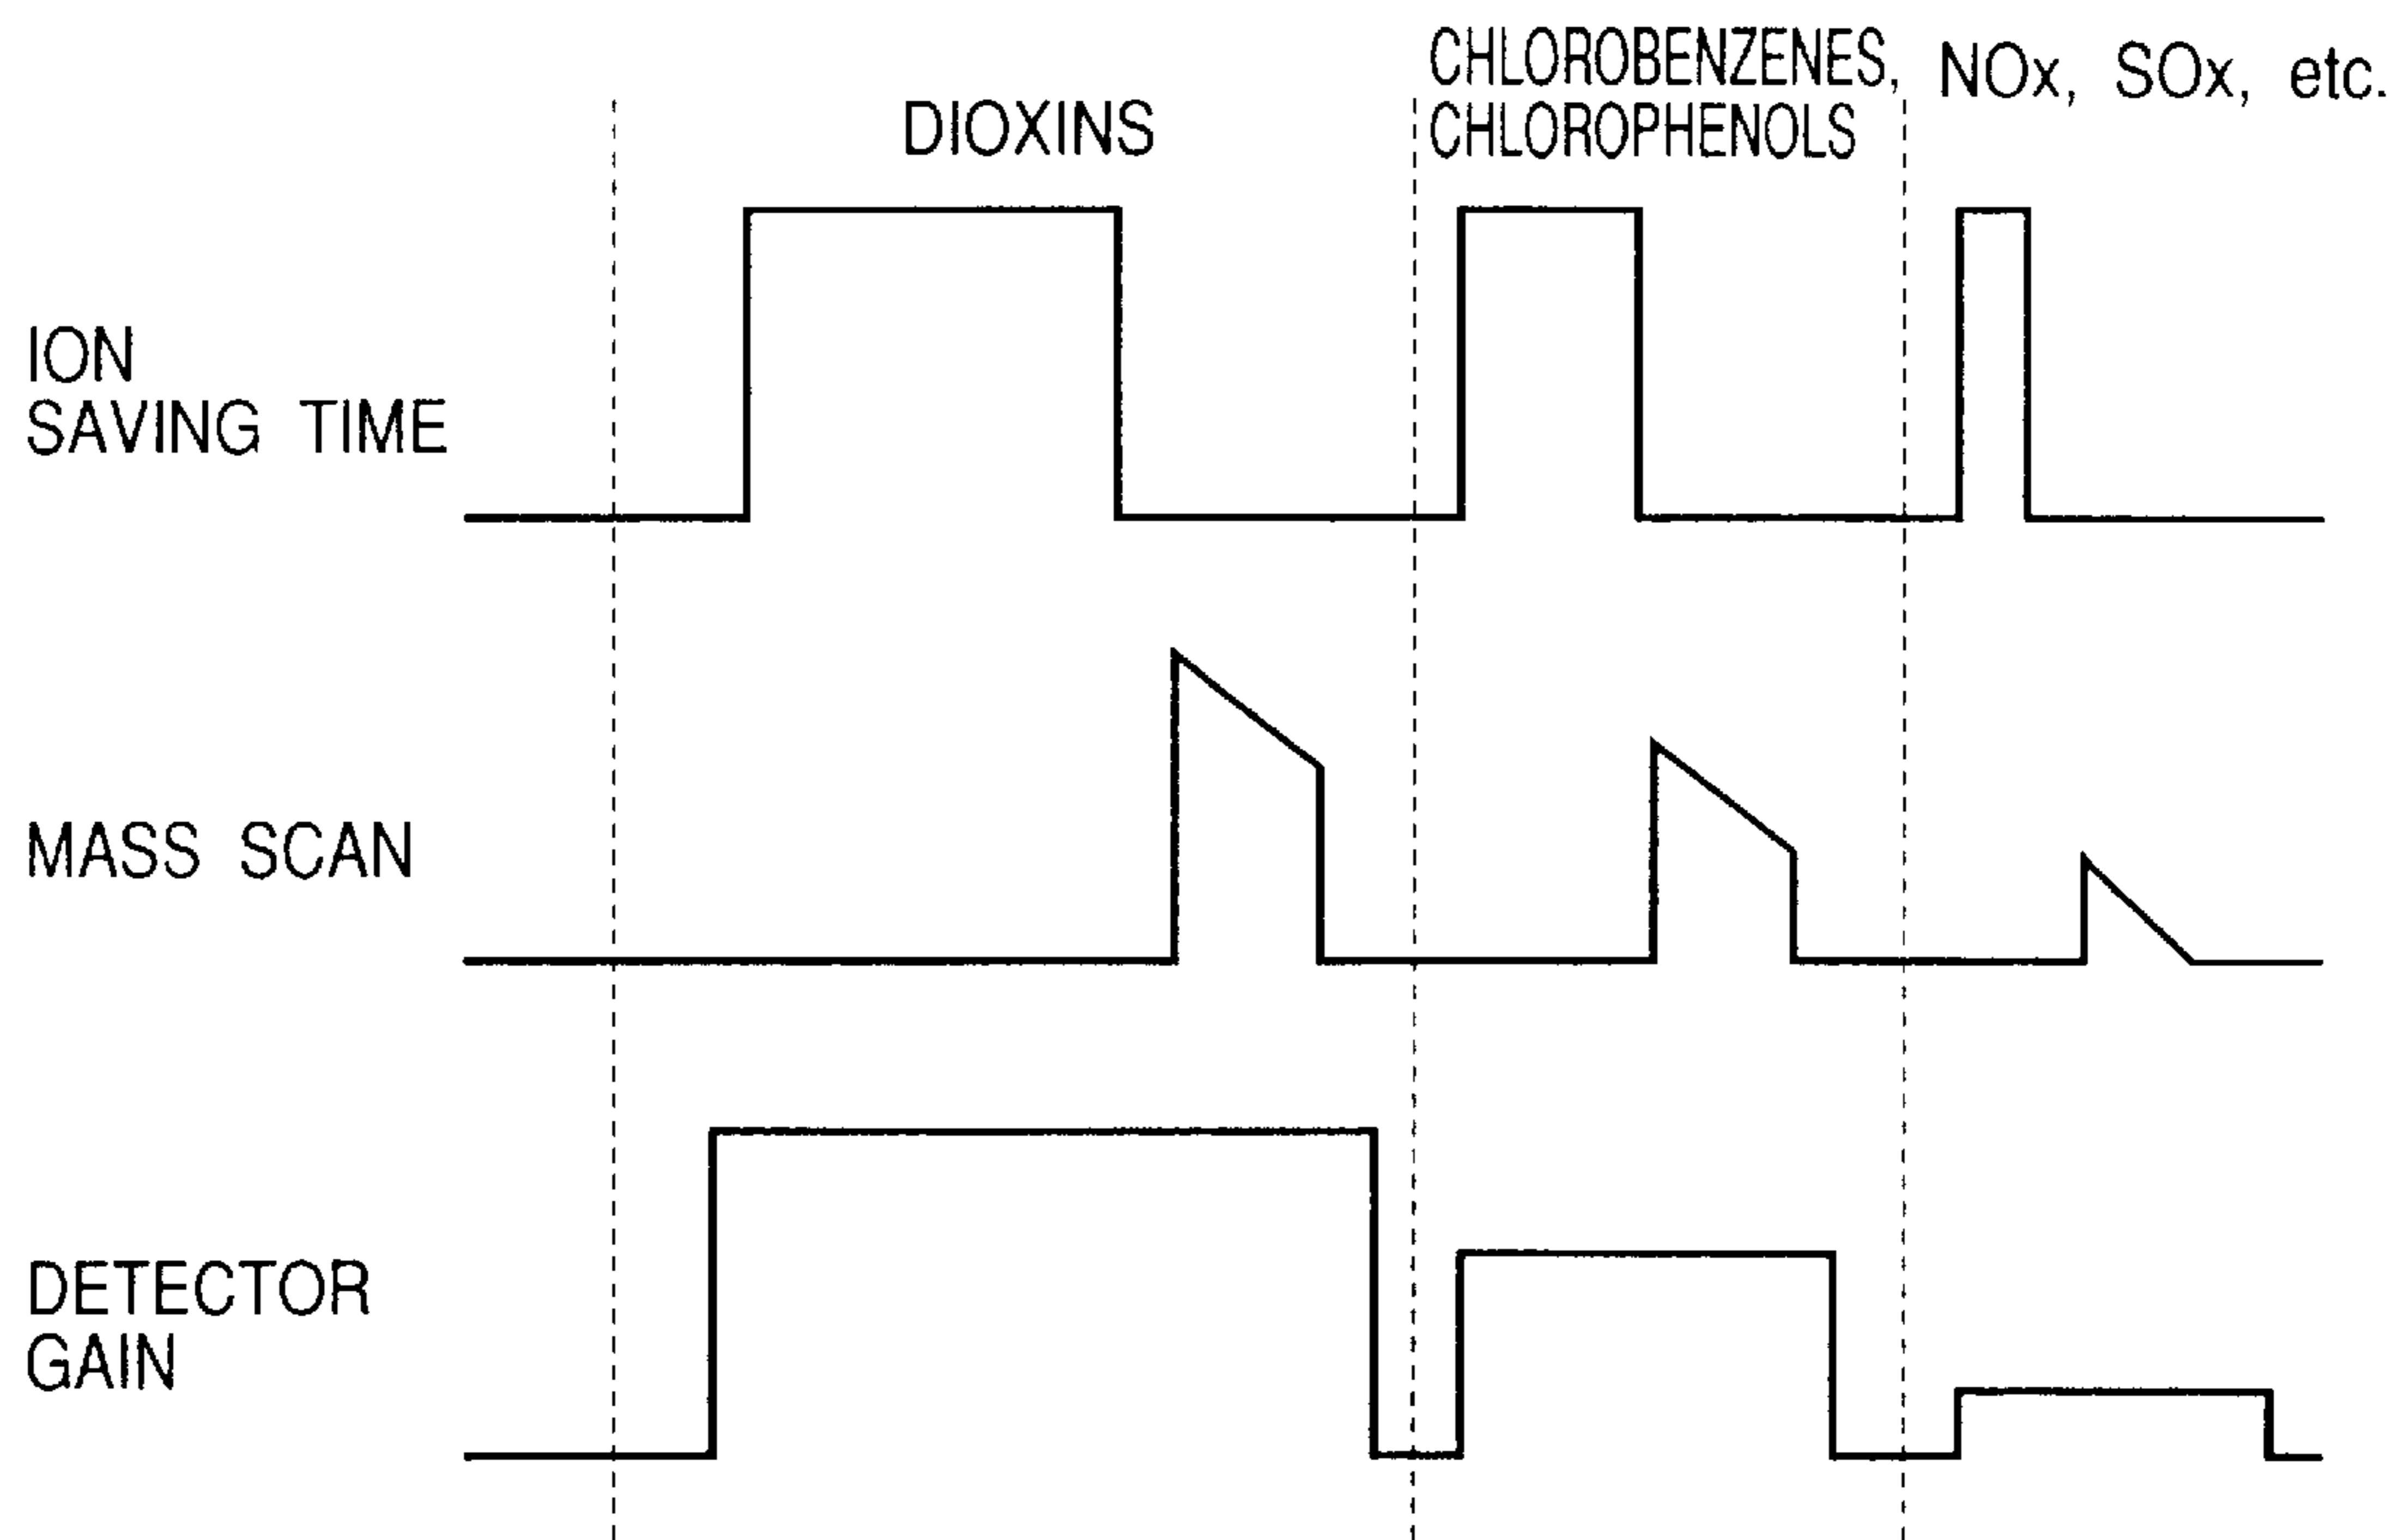 DIOXINS
CHLOROBENZENES,
CHLOROPHENOLS
NOx, SOx, etc.
ION
SAVING TIME
MASS SCAN
DETECTOR
GAIN